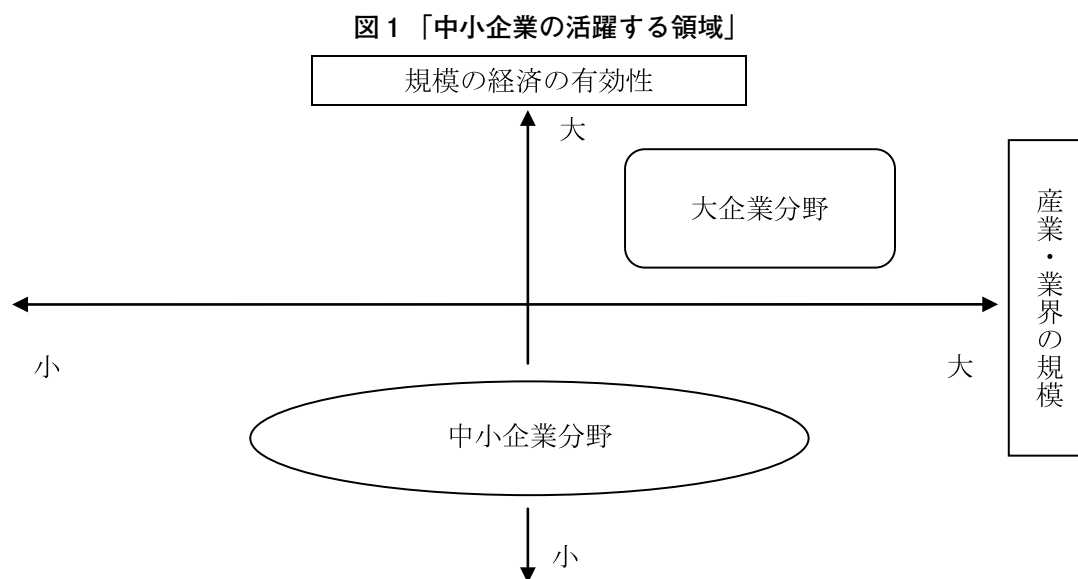 図1 「中小企業の活躍する領域」
規模の経済の有効性
大
大企業分野
産業・業界の規模
小
大
中小企業分野
小